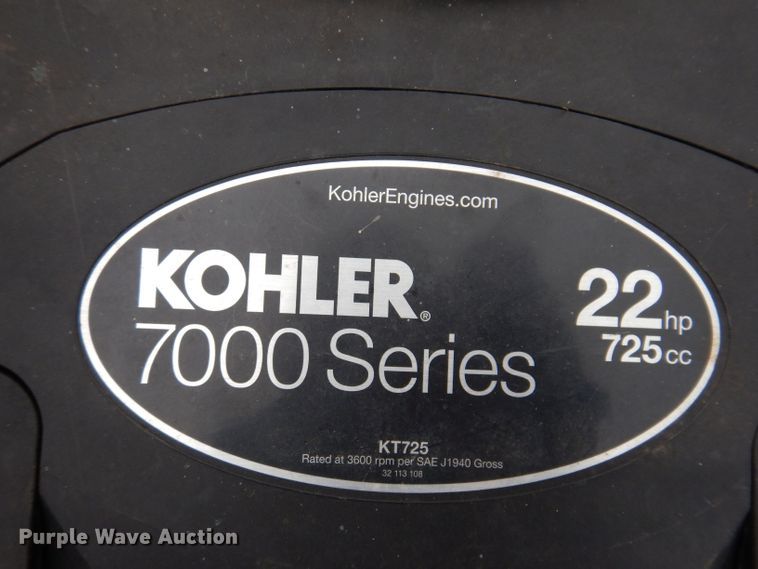 KohlerEngines.com
KOHLER®
7000 Series
22hp
725cc
KT725
Rated at 3600 rpm per SAE J1940 Gross
32 113 108
Purple Wave Auction